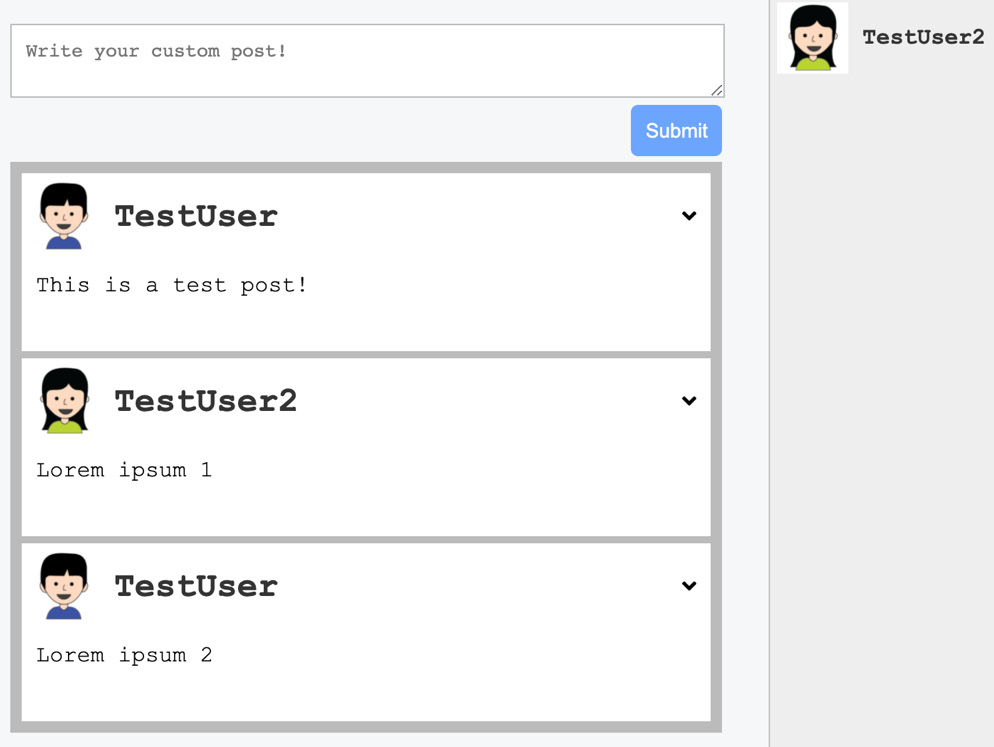 Write your custom post!
Submit
TestUser
This is a test post!
TestUser2
Lorem ipsum 1
TestUser
Lorem ipsum 2
TestUser2